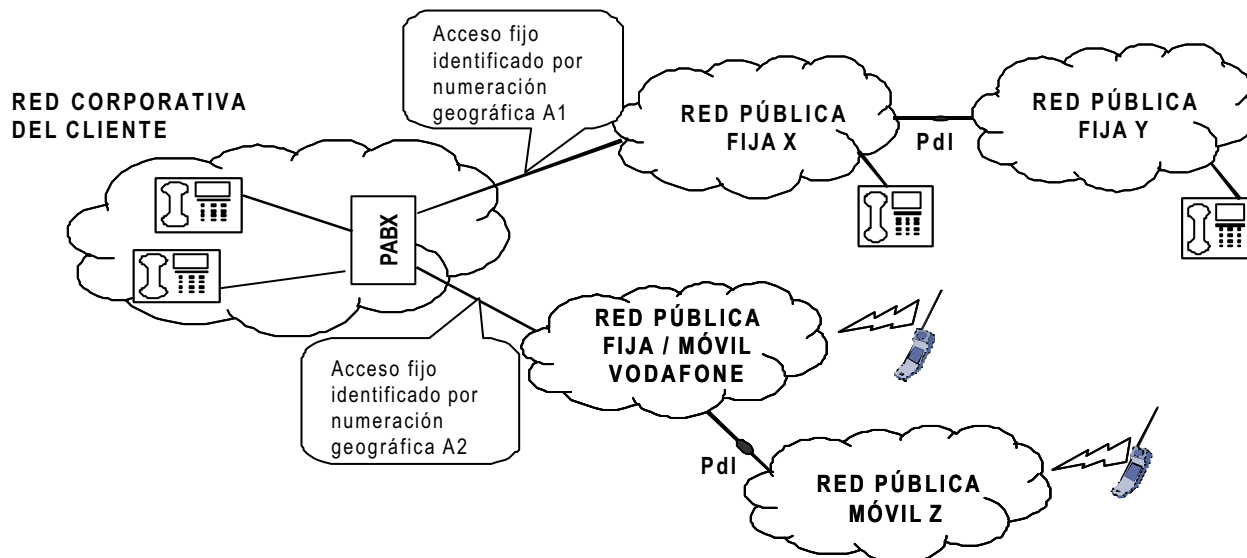 Acceso fijo
identificado por
numeración
geográfica A1
RED CORPORATIVA
DEL CLIENTE
RED PÚBLICA
FIJA X
PdI
RED PÚBLICA
FIJA Y
PABX
RED PÚBLICA
FIJA / MÓVIL
VODAFONE
Acceso fijo
identificado por
numeración
geográfica A2
PdI
RED PÚBLICA
MÓVIL Z